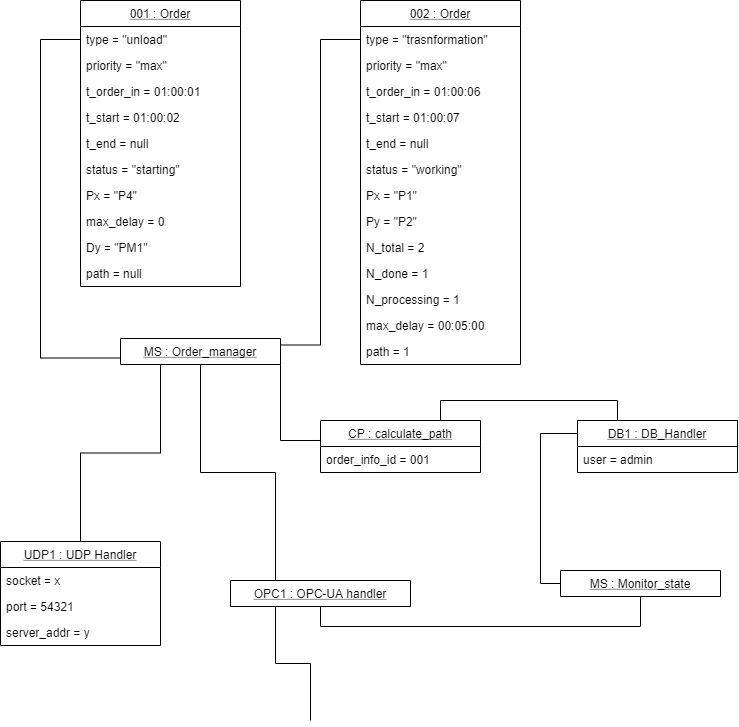 001 : Order
type = "unload"
priority = "max"
t_order_in = 01:00:01
t_start = 01:00:02
t_end = null
status = "starting"
Px = "P4"
max_delay = 0
Dy = "PM1"
path = null
002 : Order
type = "trasnformation"
priority = "max"
t_order_in = 01:00:06
t_start = 01:00:07
t_end = null
status = "working"
Px = "P1"
Py = "P2"
N_total = 2
N_done = 1
N_processing = 1
max_delay = 00:05:00
path = 1
MS : Order_manager
CP : calculate_path
order_info_id = 001
DB1 : DB_Handler
user = admin
UDP1 : UDP Handler
socket = x
port = 54321
server_addr = y
OPC1 : OPC-UA handler
MS : Monitor_state